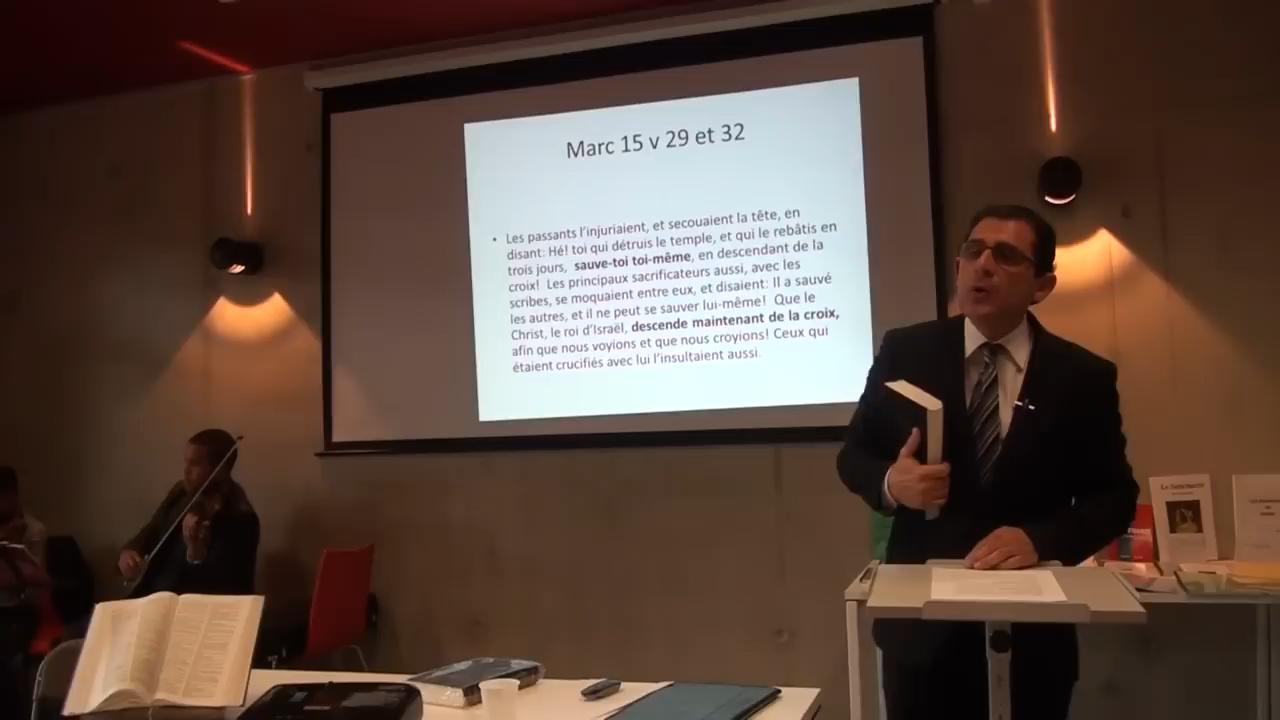 Marc 15 v 29 et 32
• Les passants l'injuriaient, et secouaient la tête, en
disant: Hé! toi qui détruis le temple, et qui le rebâtis en
trois jours, sauve-toi toi-même, en descendant de la
croix! Les principaux sacrificateurs aussi, avec les
scribes, se moquaient entre eux, et disaient: Il a sauvé
les autres, et il ne peut se sauver lui-même! Que le
Christ, le roi d'Israël, descende maintenant de la croix,
afin que nous voyions et que nous croyions! Ceux qui
étaient crucifiés avec lui l'insultaient aussi.
Le Sanctuaire